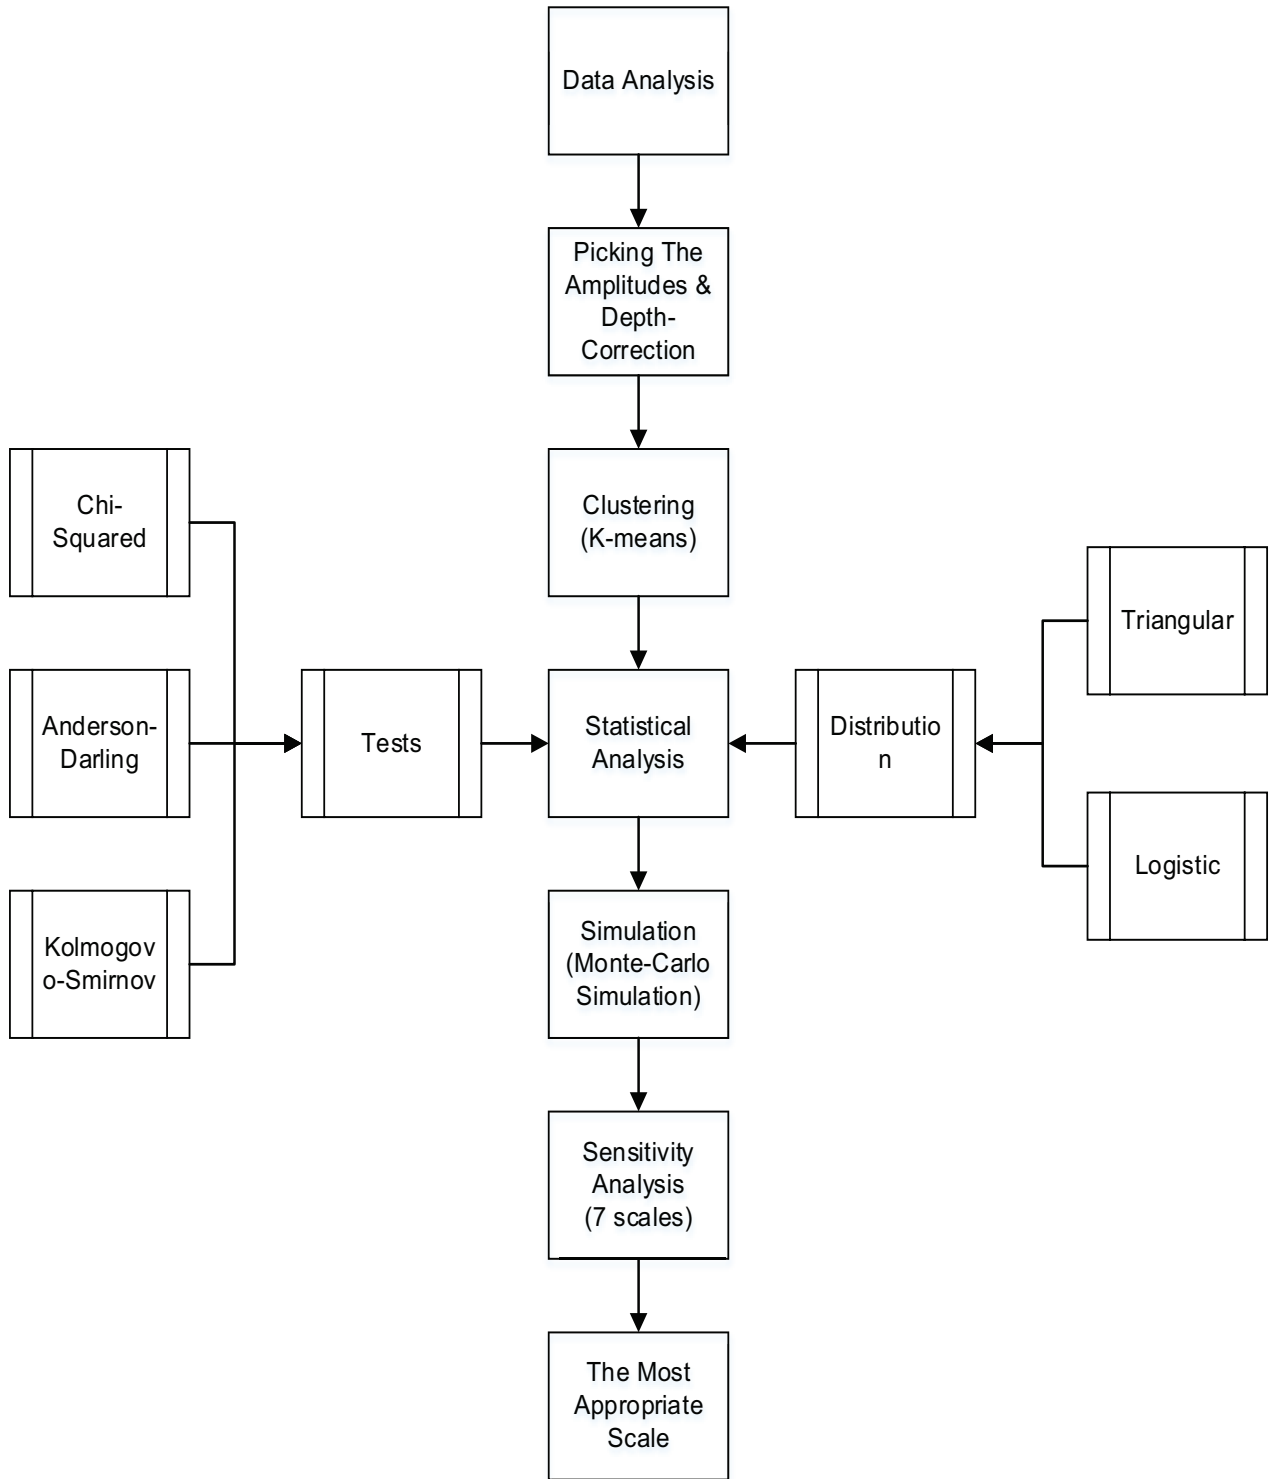 Data Analysis
Picking The
Amplitudes &
Depth-
Correction
Chi-
Squared
Clustering
(K-means)
Triangular
Anderson-
Darling
Tests
Statistical
Analysis
Distributio
n
Logistic
Kolmogov
o-Smirnov
Simulation
(Monte-Carlo
Simulation)
Sensitivity
Analysis
(7 scales)
The Most
Appropriate
Scale